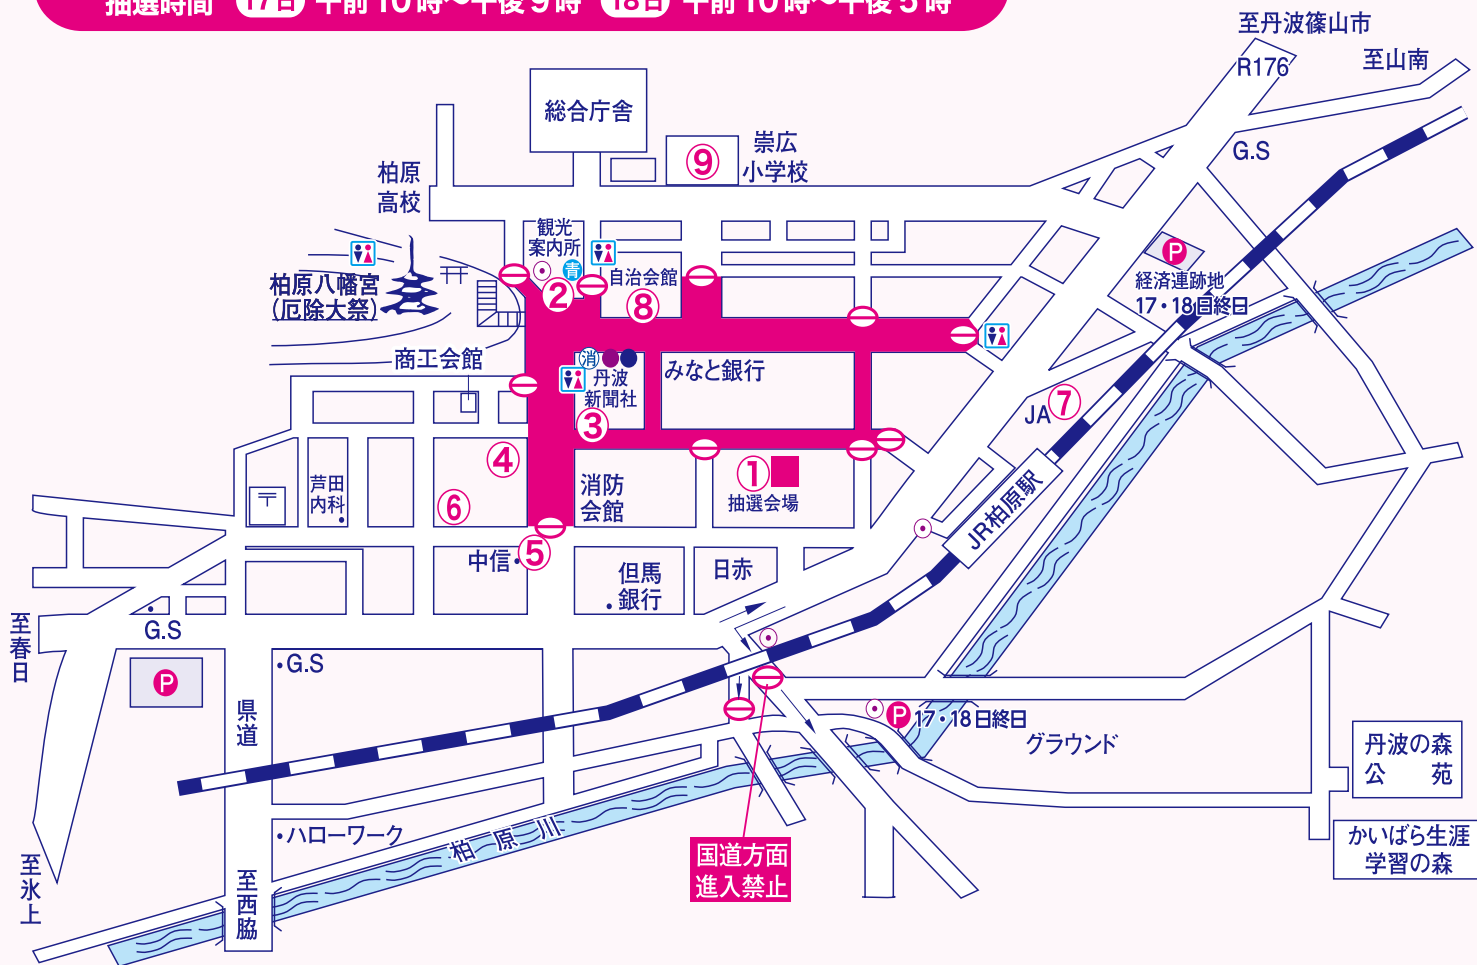 抽選時間 17日 午前10時〜午後9時 18日 午前10時〜午後5時
至丹波篠山市
R176
至山南
総合庁舎
崇広
小学校
⑨
G.S
柏原
高校
観光
案内所
青
②
自治会館
⑧
P
経済連跡地
17・18日終日
柏原八幡宮
(厄除大祭)
商工会館
消
丹波
新聞社
③
みなと銀行
JA
⑦
④
⑥
芦田
内科
〒
消防
会館
①
抽選会場
JR柏原駅
中信
⑤
但馬
銀行
日赤
至春日
G.S
P
G.S
県道
P
17・18日終日
グラウンド
丹波の森
公苑
かいばら生涯
学習の森
ハローワーク
柏原川
国道方面
進入禁止
至氷上
至西脇